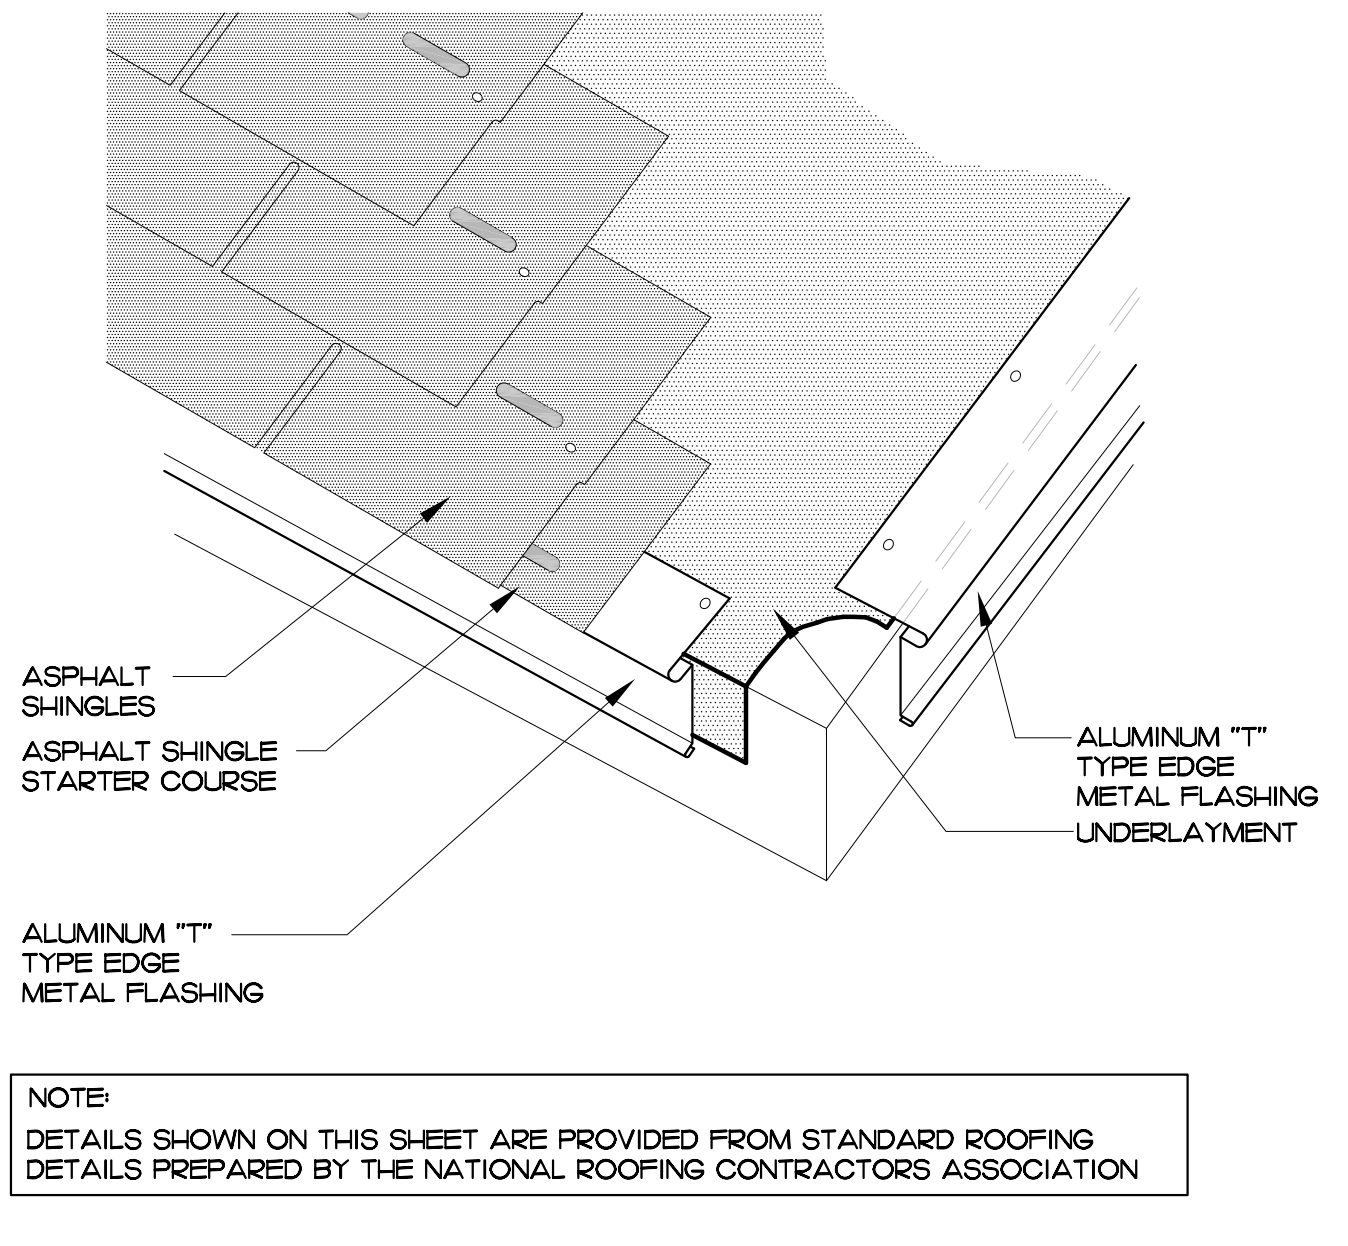 ASPHALT
SHINGLES
ASPHALT SHINGLE
STARTER COURSE
ALUMINUM "T"
TYPE EDGE
METAL FLASHING
UNDERLAYMENT
ALUMINUM "T"
TYPE EDGE
METAL FLASHING
NOTE:
DETAILS SHOWN ON THIS SHEET ARE PROVIDED FROM STANDARD ROOFING
DETAILS PREPARED BY THE NATIONAL ROOFING CONTRACTORS ASSOCIATION